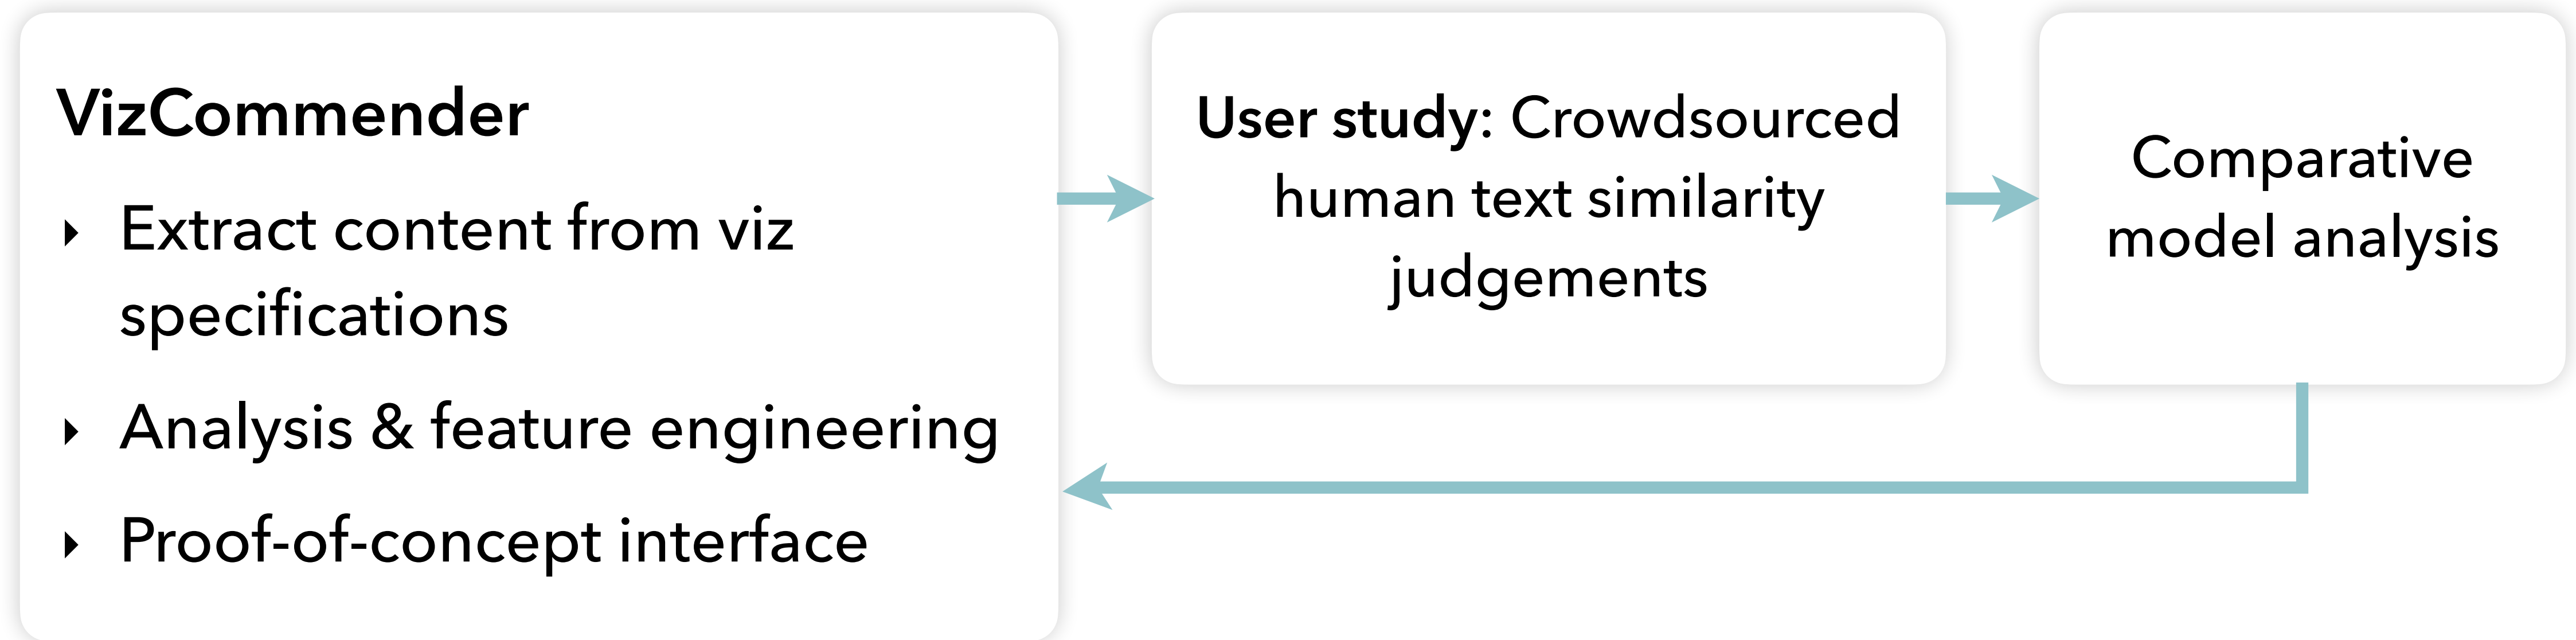 VizCommender
‣ Extract content from viz
specifications
‣ Analysis & feature engineering
‣ Proof-of-concept interface
User study: Crowdsourced
human text similarity
judgements
Comparative
model analysis